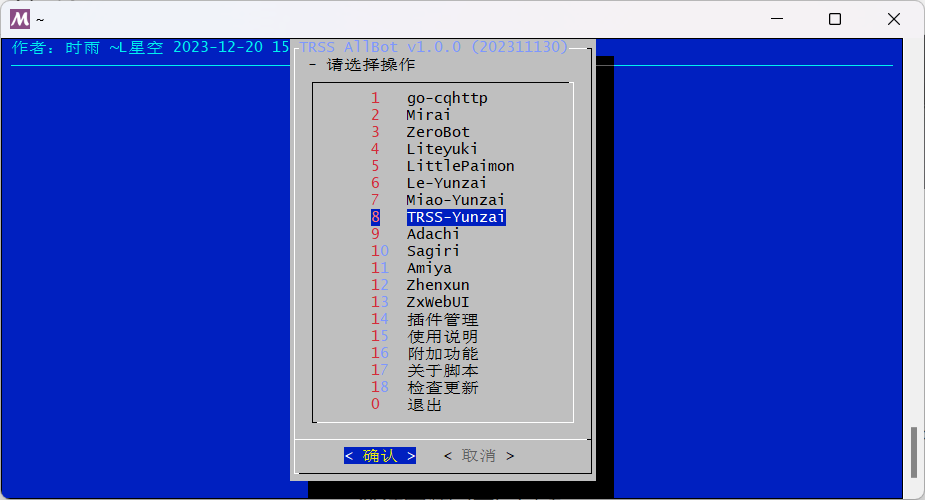 ~
作者：时雨 ~L星空 2023-12-20 15
TRSS AllBot v1.0.0 (202311130)
- 请选择操作
1 go-cqhttp
2 Mirai
3 ZeroBot
4 Liteyuki
5 LittlePaimon
6 Le-Yunzai
7 Miao-Yunzai
8 TRSS-Yunzai
9 Adachi
10 Sagiri
11 Amiya
12 Zhenxun
13 ZxWebUI
14 插件管理
15 使用说明
16 附加功能
17 关于脚本
18 检查更新
0 退出
< 确认 > < 取消 >